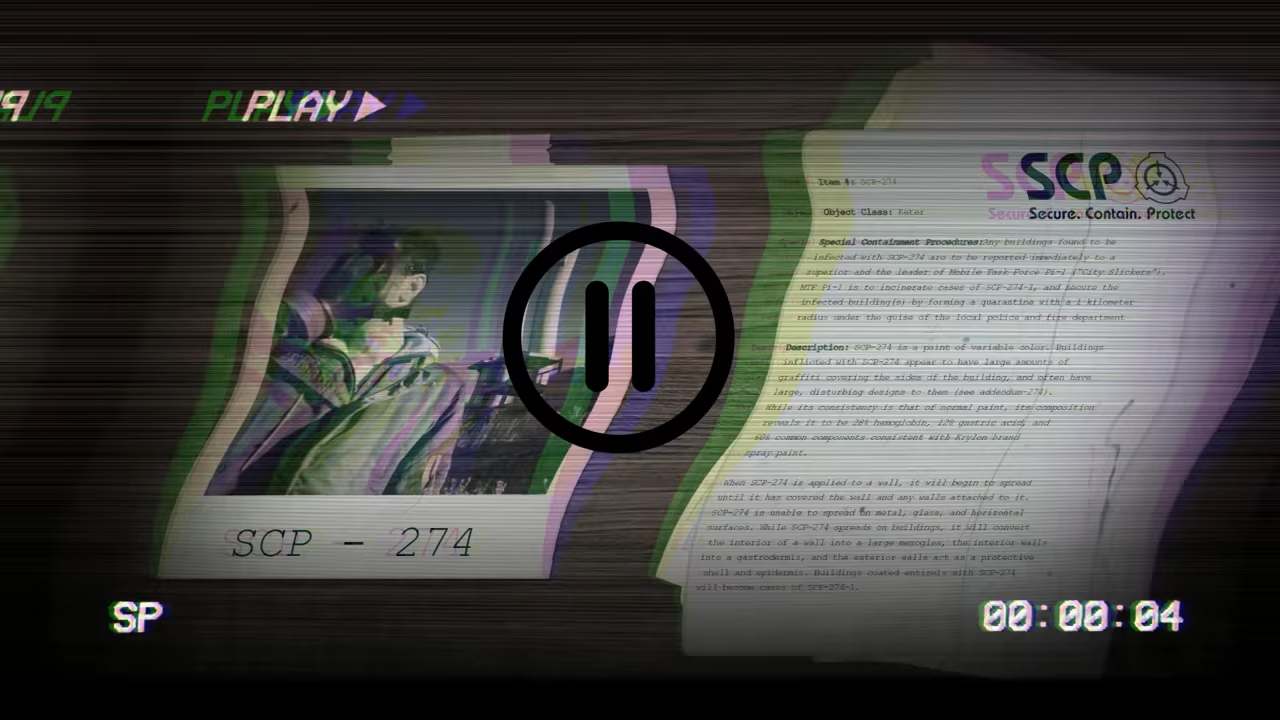 9/19
PLAY
SCP
Secure. Contain. Protect
Item #: SCP-274
Object Class: Keter
Special Containment Procedures:Any buildings found to be
infected with SCP-274 are to be reported immediately to a
superior and the leader of Mobile Task Force Pi-1 ("City Slickers").
MTF Pi-1 is to incinerate cases of SCP-274-1, and secure the
infected building(s) by forming a quarantine with a 1 kilometer
radius under the guise of the local police and fire department
Description: SCP-274 is a paint of variable color. Buildings
inflicted with SCP-274 appear to have large amounts of
graffiti covering the sides of the building, and often have
large, disturbing designs to them (see addendum-274).
While its consistency is that of normal paint, its composition
reveals it to be 28% hemoglobin, 12% gastric acid, and
60% common components consistent with Krylon brand
spray paint.
When SCP-274 is applied to a wall, it will begin to spread
until it has covered the wall and any walls attached to it.
SCP-274 is unable to spread on metal, glass, and horitontal
surfaces. While SCP-274 spreads on buildings, it will convert
the interior of a wall into a large mesoglea, the interior walls
into a gastrodermis, and the exterior walls act as a protective
shell and epidermis. Buildings coated entirely with SCP-274
will become cases of SCP-274-1.
SCP - 274
SP
00:00:04